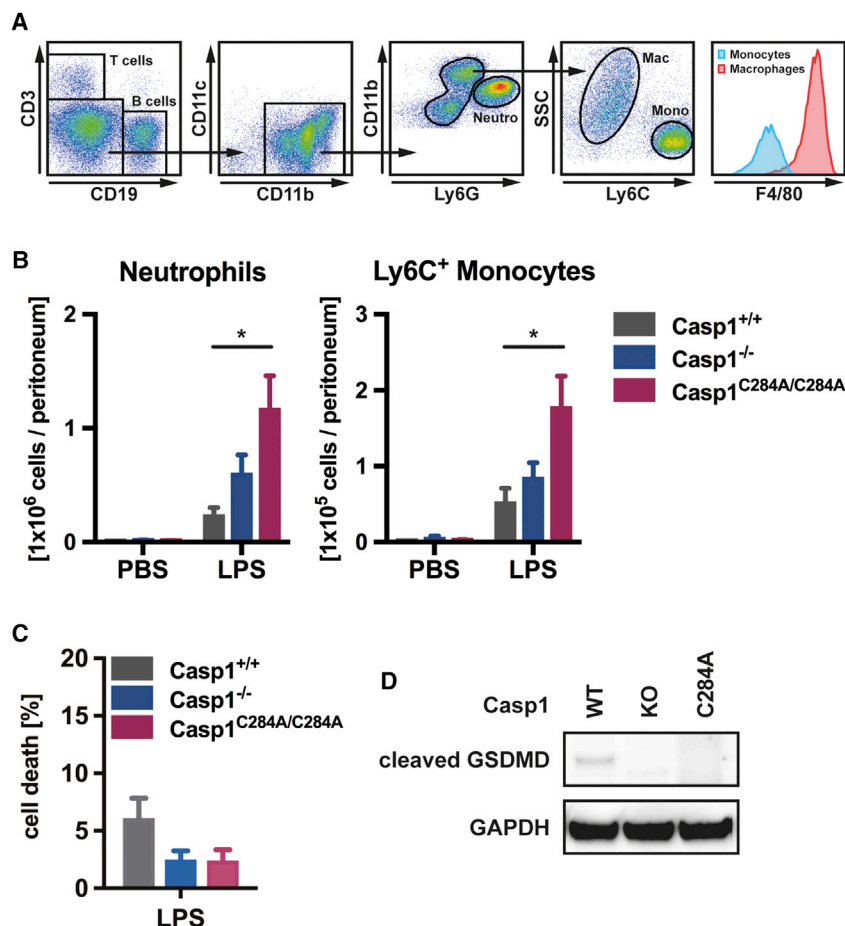 A
CD3
T cells
B cells
CD19
CD11c
CD11b
CD11b
Neutro
Ly6G
SSC
Mac
Mono
Ly6C
Monocytes
Macrophages
F4/80
B
Neutrophils
[1x10⁶ cells / peritoneum]
2
1
0
*
PBS LPS
Ly6C⁺ Monocytes
[1x10⁵ cells / peritoneum]
3
2
1
0
*
PBS LPS
Casp1⁺/⁺
Casp1⁻/⁻
Casp1ᶜ²⁸⁴ᴬ/ᶜ²⁸⁴ᴬ
C
cell death [%]
20
15
10
5
0
Casp1⁺/⁺
Casp1⁻/⁻
Casp1ᶜ²⁸⁴ᴬ/ᶜ²⁸⁴ᴬ
LPS
D
Casp1 WT KO C284A
cleaved GSDMD
GAPDH